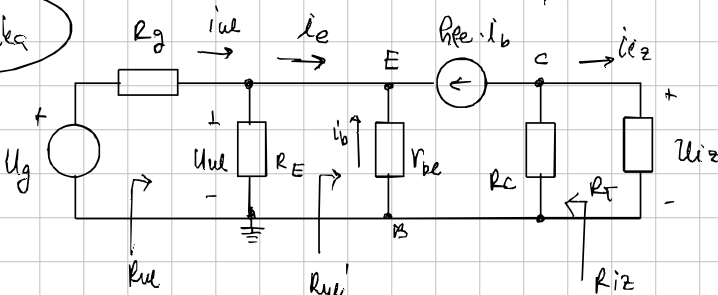 Rg
iul
ie
E
hfe·ib
C
iiz
+
+
+
ib
Ug
Uul
RE
rbe
RC
RT
Uiz
-
-
B
Rul
Rul'
Riz